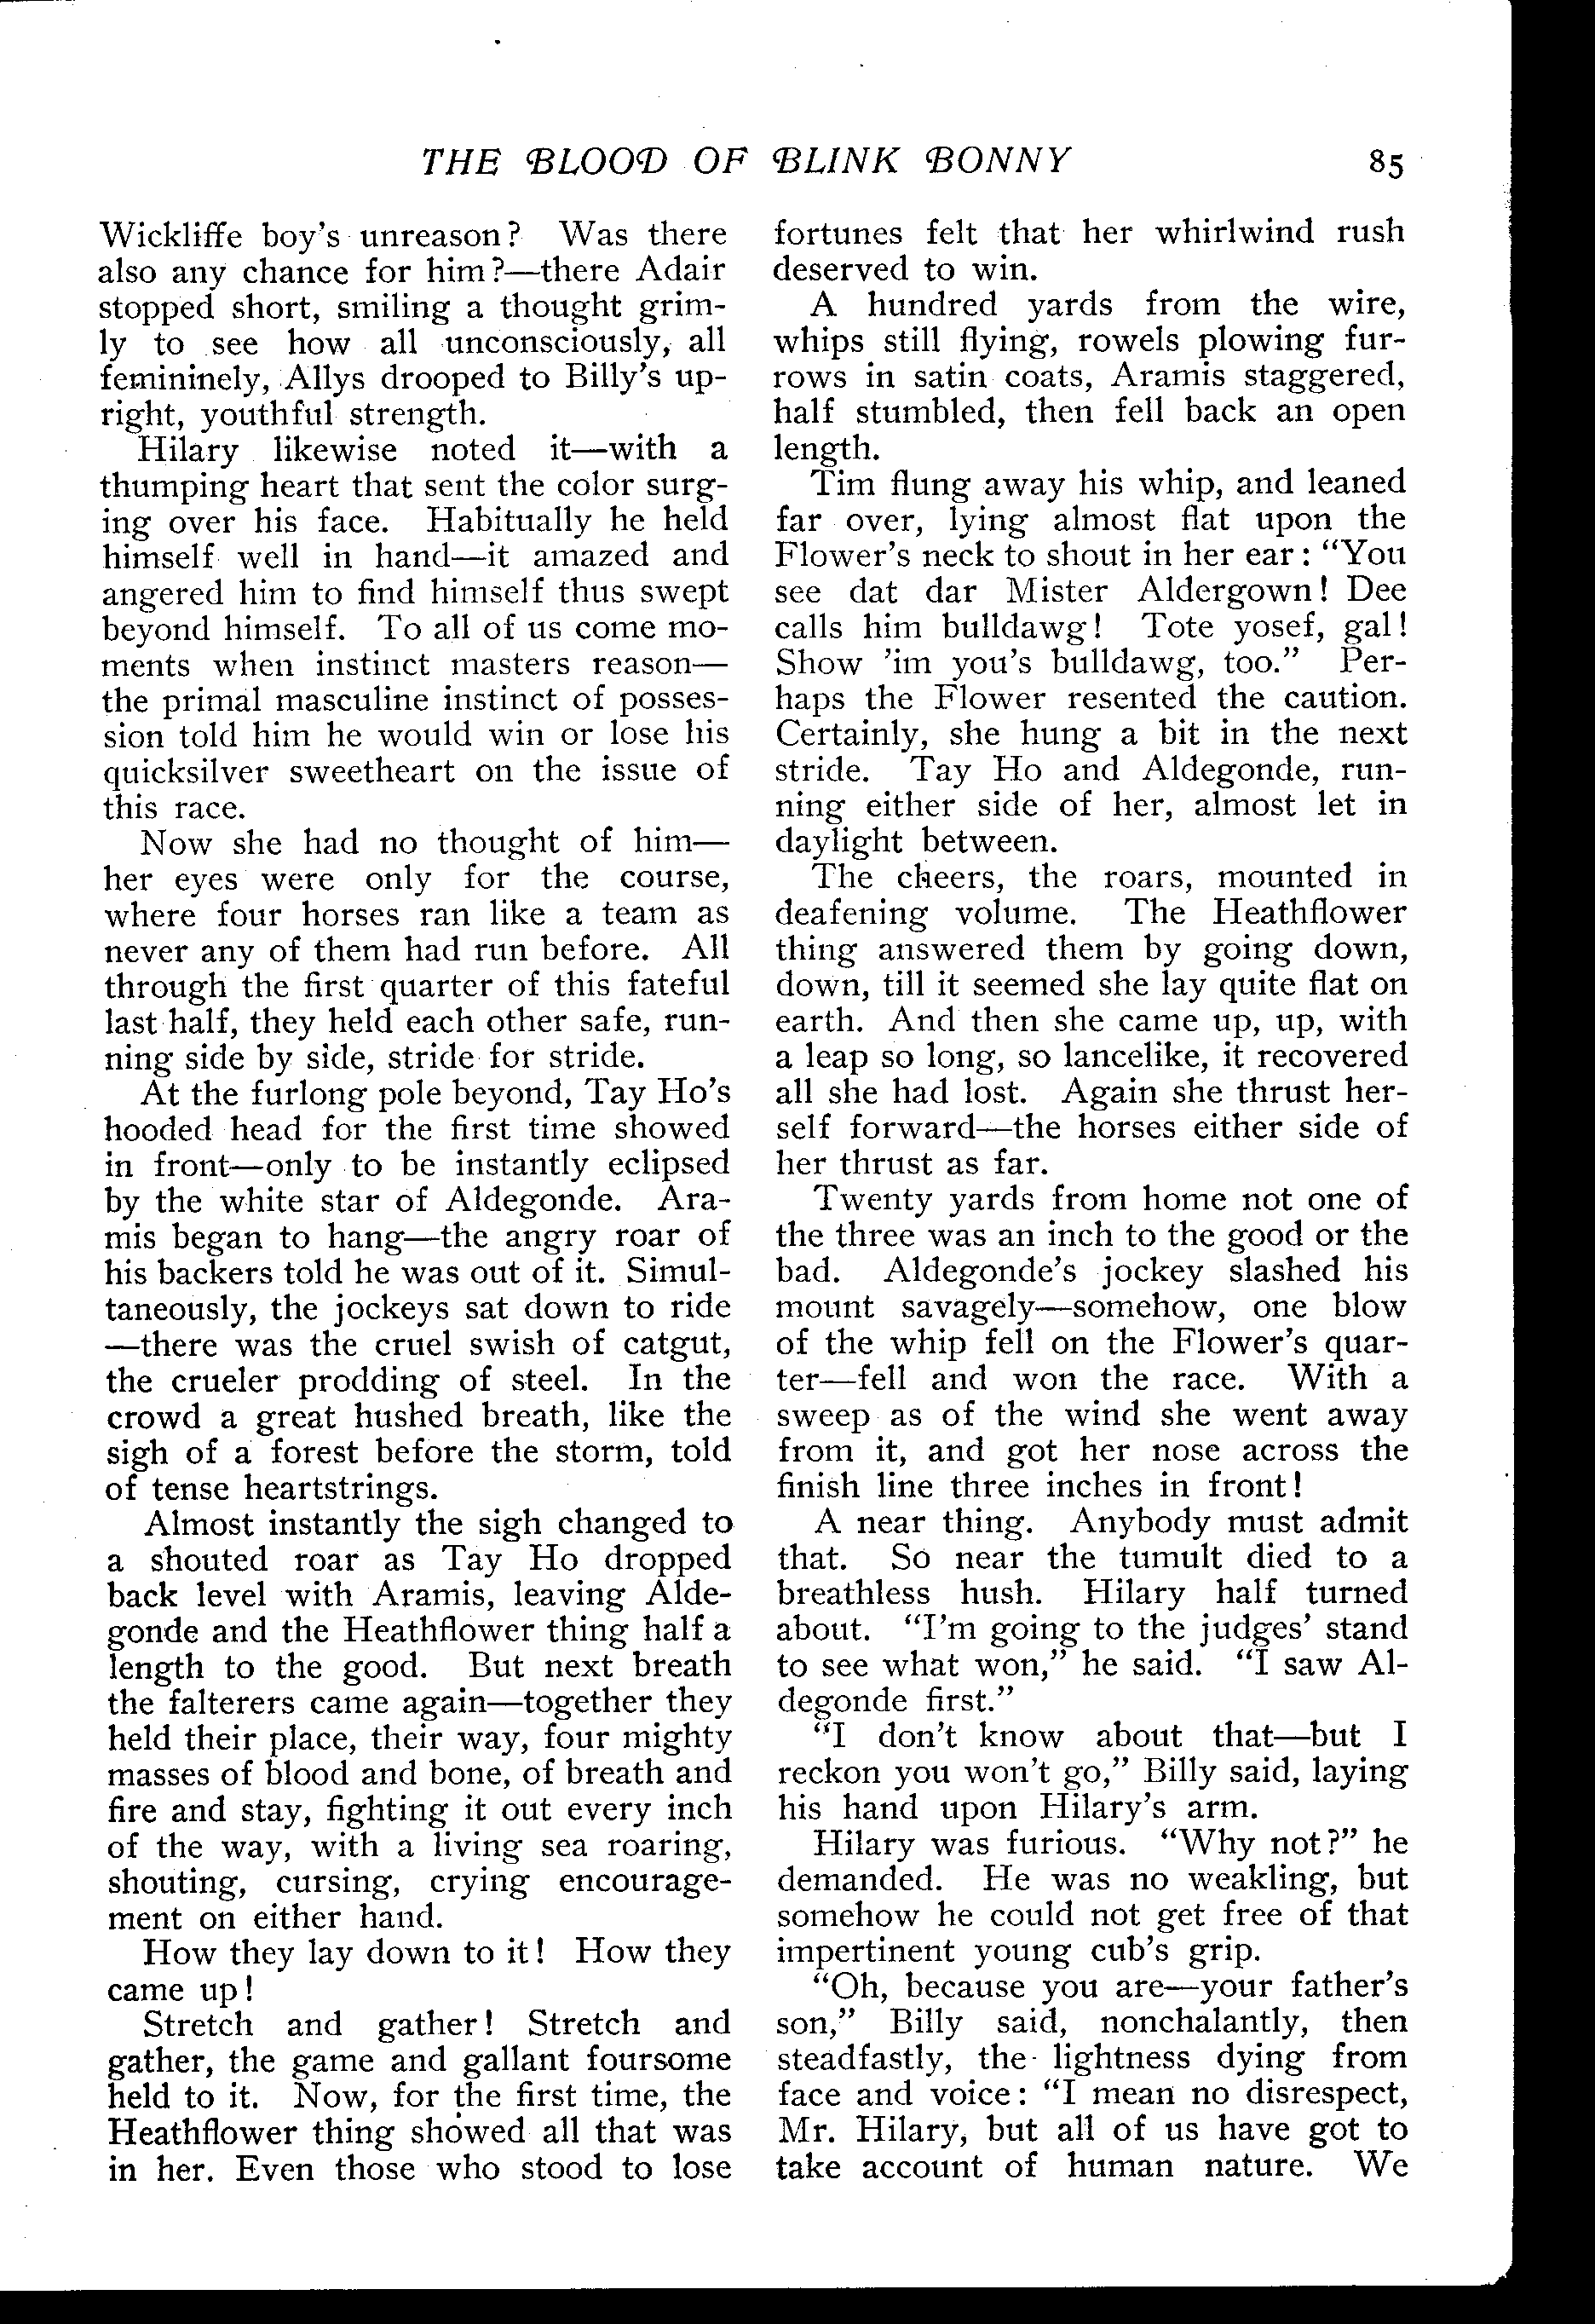 THE BLOOD OF BLINK BONNY 85
Wickliffe boy's unreason? Was there
also any chance for him?—there Adair
stopped short, smiling a thought grim-
ly to see how all unconsciously, all
femininely, Allys drooped to Billy's up-
right, youthful strength.
Hilary likewise noted it—with a
thumping heart that sent the color surg-
ing over his face. Habitually he held
himself well in hand—it amazed and
angered him to find himself thus swept
beyond himself. To all of us come mo-
ments when instinct masters reason—
the primal masculine instinct of posses-
sion told him he would win or lose his
quicksilver sweetheart on the issue of
this race.
Now she had no thought of him—
her eyes were only for the course,
where four horses ran like a team as
never any of them had run before. All
through the first quarter of this fateful
last half, they held each other safe, run-
ning side by side, stride for stride.
At the furlong pole beyond, Tay Ho's
hooded head for the first time showed
in front—only to be instantly eclipsed
by the white star of Aldegonde. Ara-
mis began to hang—the angry roar of
his backers told he was out of it. Simul-
taneously, the jockeys sat down to ride
—there was the cruel swish of catgut,
the crueler prodding of steel. In the
crowd a great hushed breath, like the
sigh of a forest before the storm, told
of tense heartstrings.
Almost instantly the sigh changed to
a shouted roar as Tay Ho dropped
back level with Aramis, leaving Alde-
gonde and the Heathflower thing half a
length to the good. But next breath
the falterers came again—together they
held their place, their way, four mighty
masses of blood and bone, of breath and
fire and stay, fighting it out every inch
of the way, with a living sea roaring,
shouting, cursing, crying encourage-
ment on either hand.
How they lay down to it! How they
came up!
Stretch and gather! Stretch and
gather, the game and gallant foursome
held to it. Now, for the first time, the
Heathflower thing showed all that was
in her. Even those who stood to lose
fortunes felt that her whirlwind rush
deserved to win.
A hundred yards from the wire,
whips still flying, rowels plowing fur-
rows in satin coats, Aramis staggered,
half stumbled, then fell back an open
length.
Tim flung away his whip, and leaned
far over, lying almost flat upon the
Flower's neck to shout in her ear: "You
see dat dar Mister Aldergown! Dee
calls him bulldawg! Tote yosef, gal!
Show 'im you's bulldawg, too." Per-
haps the Flower resented the caution.
Certainly, she hung a bit in the next
stride. Tay Ho and Aldegonde, run-
ning either side of her, almost let in
daylight between.
The cheers, the roars, mounted in
deafening volume. The Heathflower
thing answered them by going down,
down, till it seemed she lay quite flat on
earth. And then she came up, up, with
a leap so long, so lancelike, it recovered
all she had lost. Again she thrust her-
self forward—the horses either side of
her thrust as far.
Twenty yards from home not one of
the three was an inch to the good or the
bad. Aldegonde's jockey slashed his
mount savagely—somehow, one blow
of the whip fell on the Flower's quar-
ter—fell and won the race. With a
sweep as of the wind she went away
from it, and got her nose across the
finish line three inches in front!
A near thing. Anybody must admit
that. So near the tumult died to a
breathless hush. Hilary half turned
about. "I'm going to the judges' stand
to see what won," he said. "I saw Al-
degonde first."
"I don't know about that—but I
reckon you won't go," Billy said, laying
his hand upon Hilary's arm.
Hilary was furious. "Why not?" he
demanded. He was no weakling, but
somehow he could not get free of that
impertinent young cub's grip.
"Oh, because you are—your father's
son," Billy said, nonchalantly, then
steadfastly, the lightness dying from
face and voice: "I mean no disrespect,
Mr. Hilary, but all of us have got to
take account of human nature. We